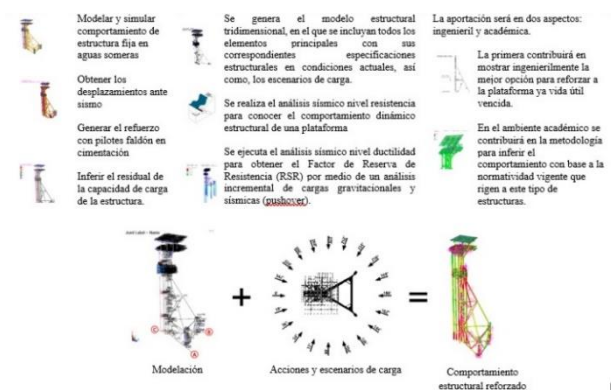 Modelar y simular
comportamiento de
estructura fija en
aguas someras
Obtener los
desplazamientos ante
sismo
Generar el refuerzo
con pilotes faldón en
cimentación
Inferir el residual de
la capacidad de carga
de la estructura.
Se genera el modelo estructural
tridimensional, en el que se incluyan todos los
elementos principales con sus
correspondientes especificaciones
estructurales en condiciones actuales, así
como, los escenarios de carga.
Se realiza el análisis sísmico nivel resistencia
para conocer el comportamiento dinámico
estructural de una plataforma
Se ejecuta el análisis sísmico nivel ductilidad
para obtener el Factor de Reserva de
Resistencia (RSR) por medio de un análisis
incremental de cargas gravitacionales y
sísmicas (pushover).
La aportación será en dos aspectos:
ingenieril y académica.
La primera contribuirá en
mostrar ingenierilmente la
mejor opción para reforzar a
la plataforma ya vida útil
vencida.
En el ambiente académico se
contribuirá en la metodología
para inferir el
comportamiento con base a la
normatividad vigente que
rigen a este tipo de
estructuras.
C
B
A
+
=
Modelación
Acciones y escenarios de carga
Comportamiento
estructural reforzado